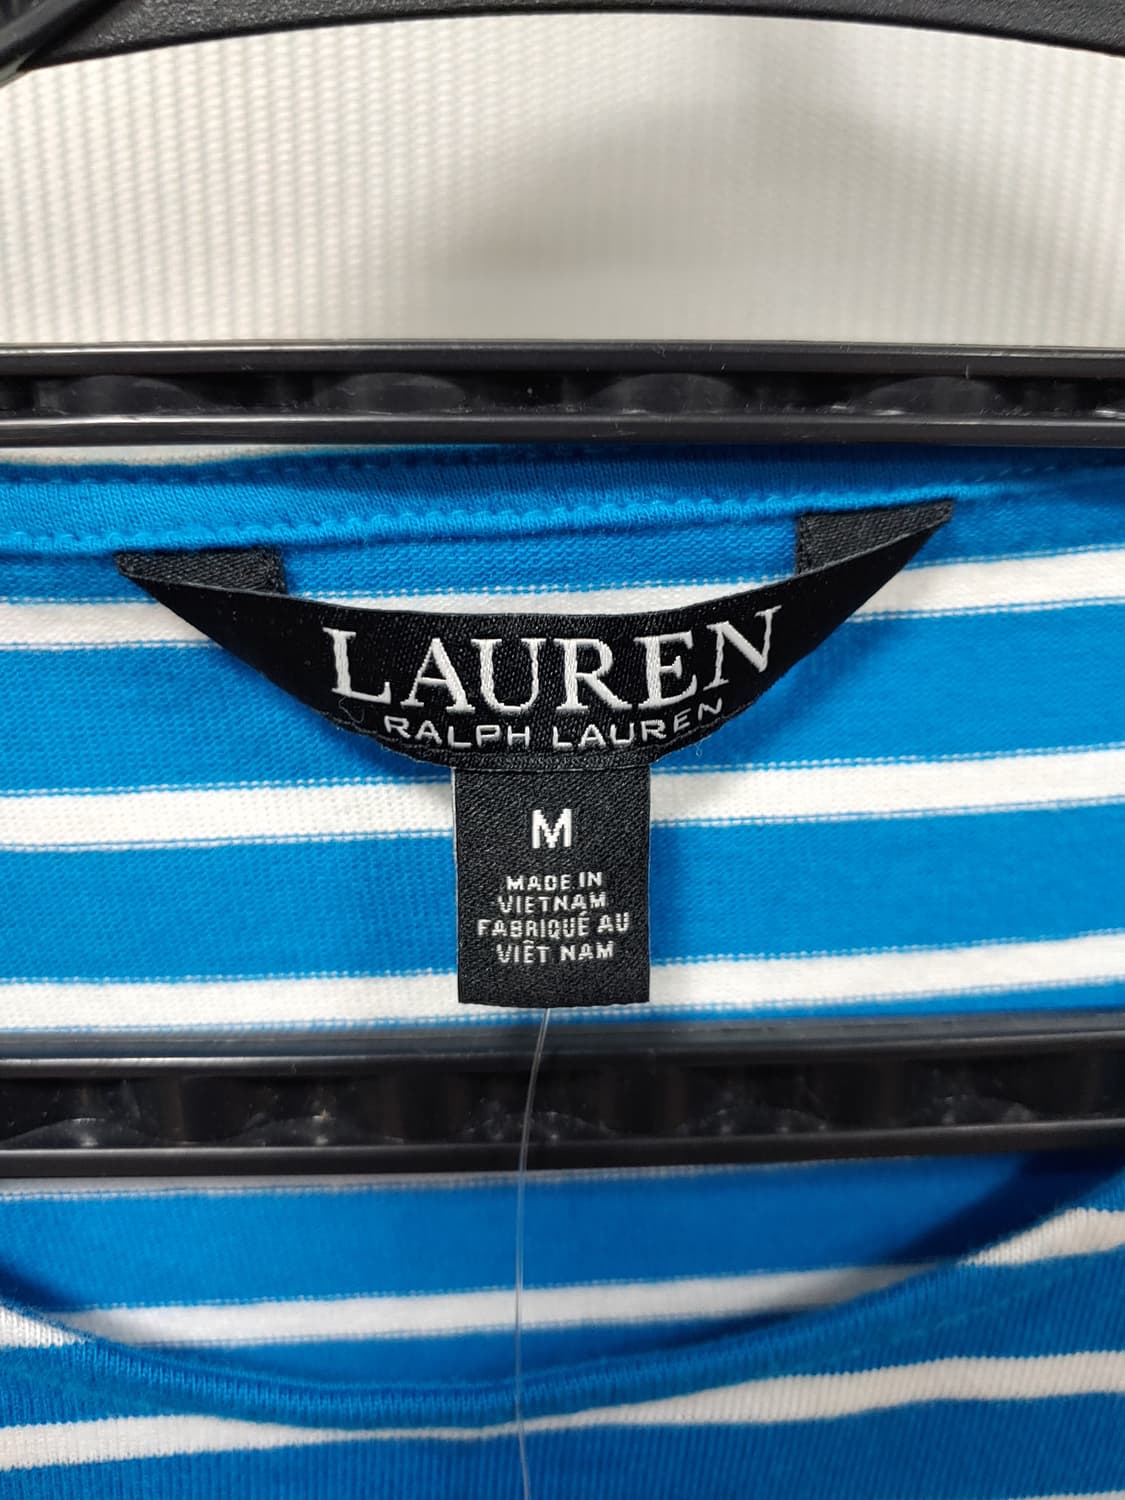 LAUREN
RALPH LAUREN
M
MADE IN
VIETNAM
FABRIQUÉ AU
VIÊT NAM